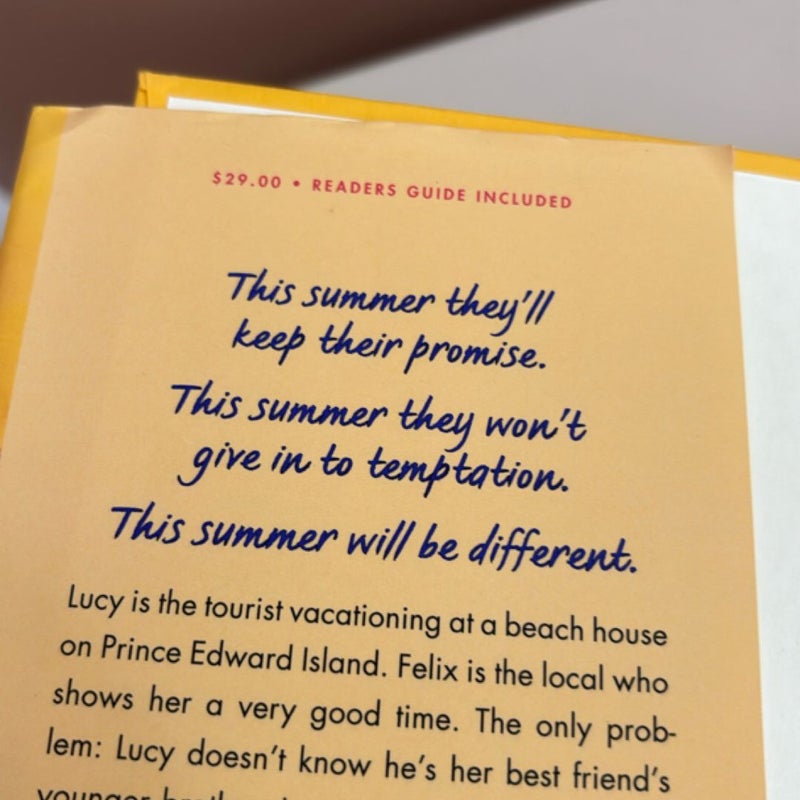 $29.00 • READERS GUIDE INCLUDED
This summer they'll
keep their promise.
This summer they won't
give in to temptation.
This summer will be different.
Lucy is the tourist vacationing at a beach house
on Prince Edward Island. Felix is the local who
shows her a very good time. The only prob-
lem: Lucy doesn't know he's her best friend's
younger